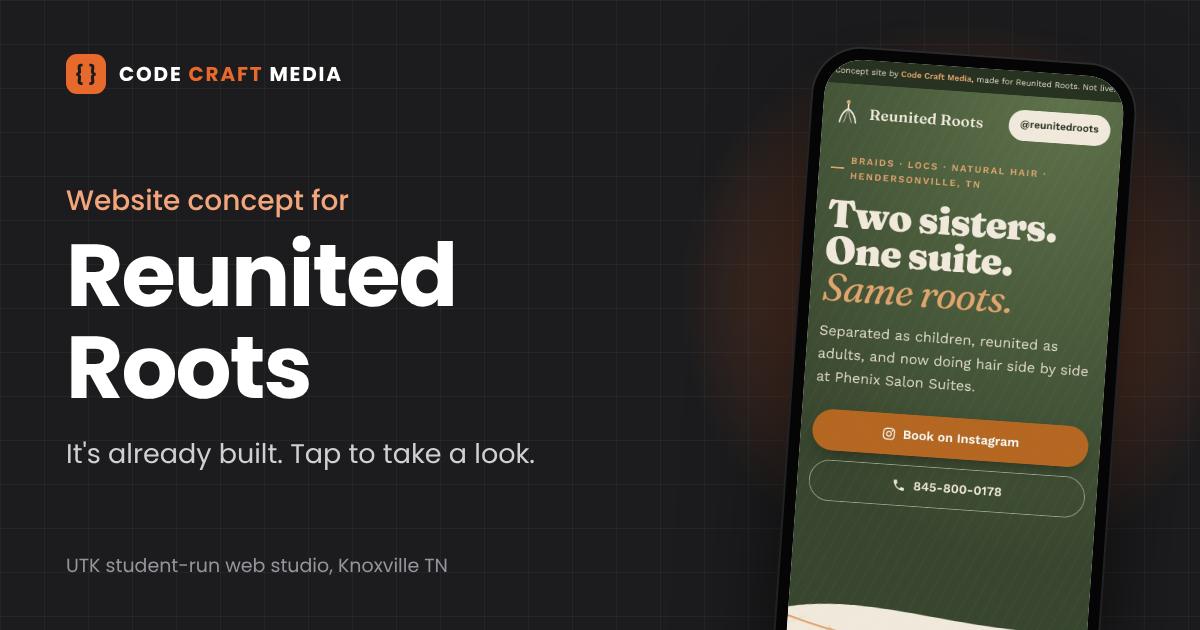 { } CODE CRAFT MEDIA
Website concept for
Reunited
Roots
It's already built. Tap to take a look.
UTK student-run web studio, Knoxville TN
Concept site by Code Craft Media, made for Reunited Roots. Not live.
Reunited Roots
@reunitedroots
BRAIDS · LOCS · NATURAL HAIR ·
HENDERSONVILLE, TN
Two sisters.
One suite.
Same roots.
Separated as children, reunited as
adults, and now doing hair side by side
at Phenix Salon Suites.
Book on Instagram
845-800-0178